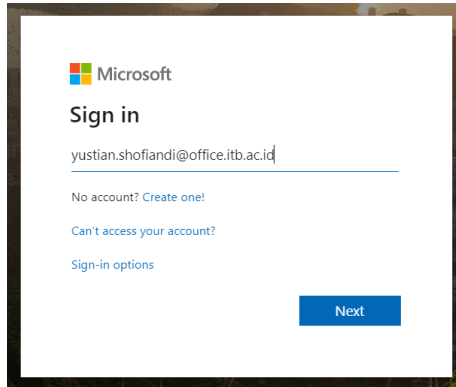 Microsoft
Sign in
yustian.shofiandi@office.itb.ac.id
No account? Create one!
Can't access your account?
Sign-in options
Next